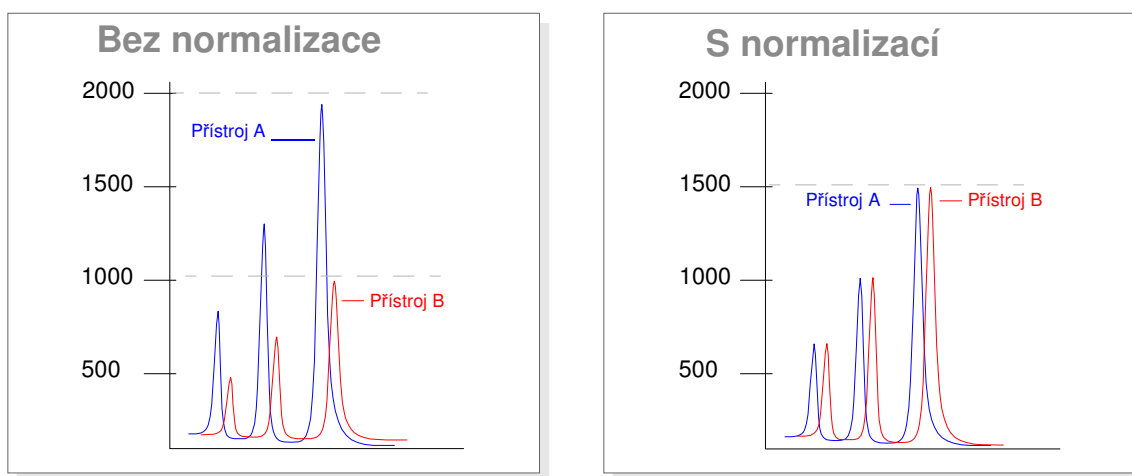 Bez normalizace
2000
Přístroj A
1500
1000
Přístroj B
500
S normalizací
2000
1500
Přístroj A
Přístroj B
1000
500